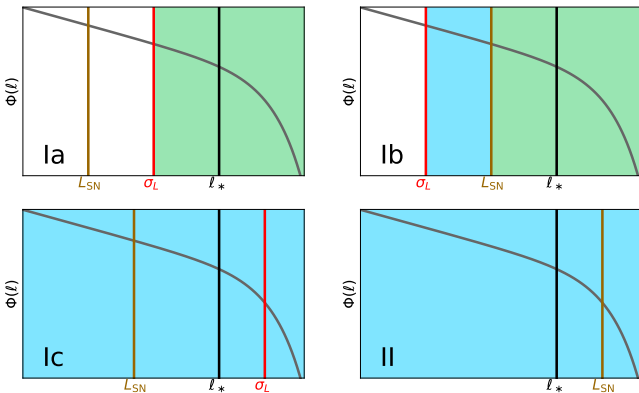 Φ(ℓ)
Ia
L_SN σ_L ℓ_*
Φ(ℓ)
Ib
σ_L L_SN ℓ_*
Φ(ℓ)
Ic
L_SN ℓ_* σ_L
Φ(ℓ)
II
ℓ_* L_SN